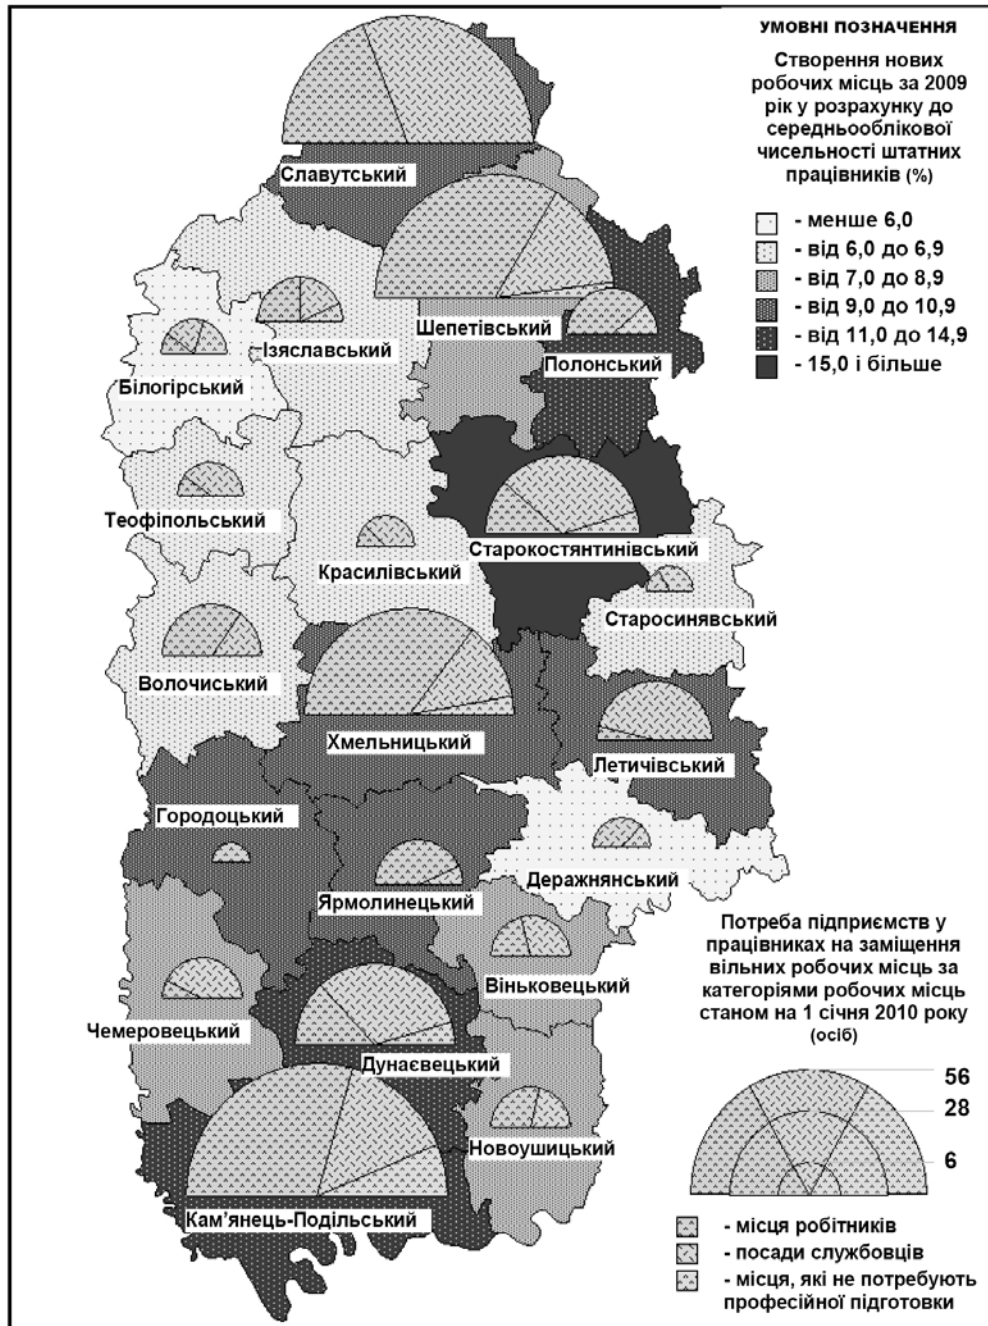 УМОВНІ ПОЗНАЧЕННЯ
Створення нових
робочих місць за 2009
рік у розрахунку до
середньооблікової
чисельності штатних
працівників (%)
- менше 6,0
- від 6,0 до 6,9
- від 7,0 до 8,9
- від 9,0 до 10,9
- від 11,0 до 14,9
- 15,0 і більше
Славутський
Шепетівський
Ізяславський
Полонський
Білогірський
Теофіпольський
Старокостянтинівський
Красилівський
Старосинявський
Волочиський
Хмельницький
Летичівський
Городоцький
Деражнянський
Ярмолинецький
Віньковецький
Чемеровецький
Дунаєвецький
Новоушицький
Кам'янець-Подільський
Потреба підприємств у
працівниках на заміщення
вільних робочих місць за
категоріями робочих місць
станом на 1 січня 2010 року
(осіб)
56
28
6
- місця робітників
- посади службовців
- місця, які не потребують
професійної підготовки